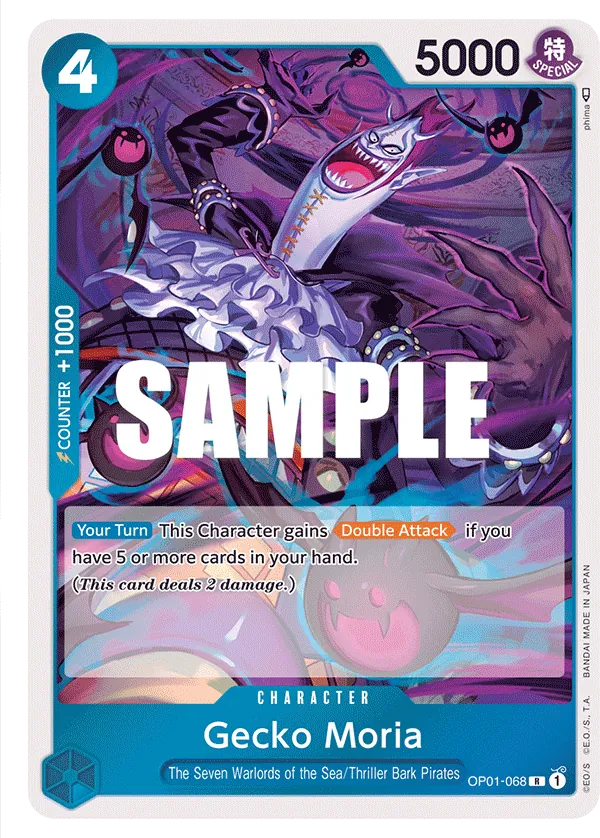 4
5000
特
SPECIAL
phima
COUNTER +1000
SAMPLE
Your Turn This Character gains Double Attack if you
have 5 or more cards in your hand.
(This card deals 2 damage.)
CHARACTER
Gecko Moria
The Seven Warlords of the Sea/Thriller Bark Pirates
OP01-068 R 1
©EO/S ©E.O./S., T.A. BANDAI MADE IN JAPAN